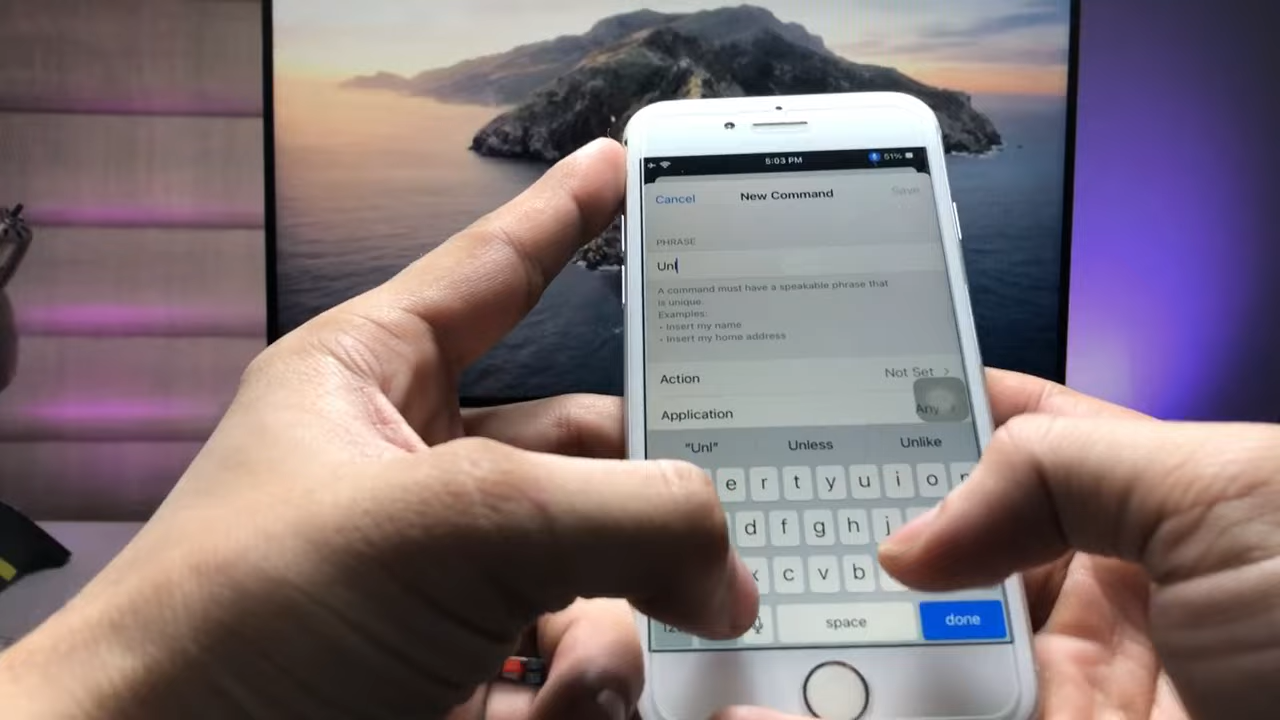 5:03 PM
51%
Cancel New Command Save
PHRASE
Unl
A command must have a speakable phrase that
is unique.
Examples:
• Insert my name
• Insert my home address
Action Not Set
Application Any
"Unl" Unless Unlike
e r t y u i o
d f g h j
c v b
space done